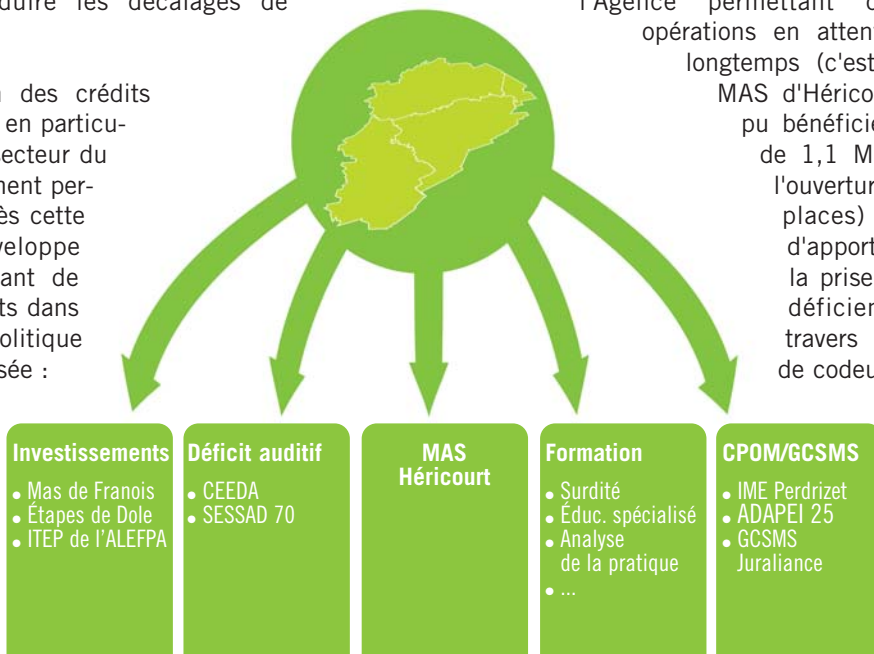 duire les décalages de
des crédits
en particu-
secteur du
ment per-
ès cette
veloppe
ant de
ts dans
olitique
sée :
l'Agence permettant
opérations en attent
longtemps (c'est
MAS d'Hérico
pu bénéficie
de 1,1 M
l'ouvertur
places)
d'apport
la prise
déficien
travers
de codeu
Investissements
• Mas de Franois
• Étapes de Dole
• ITEP de l'ALEFPA
Déficit auditif
• CEEDA
• SESSAD 70
MAS
Héricourt
Formation
• Surdité
• Éduc. spécialisé
• Analyse
de la pratique
• ...
CPOM/GCSMS
• IME Perdrizet
• ADAPEI 25
• GCSMS
Juraliance